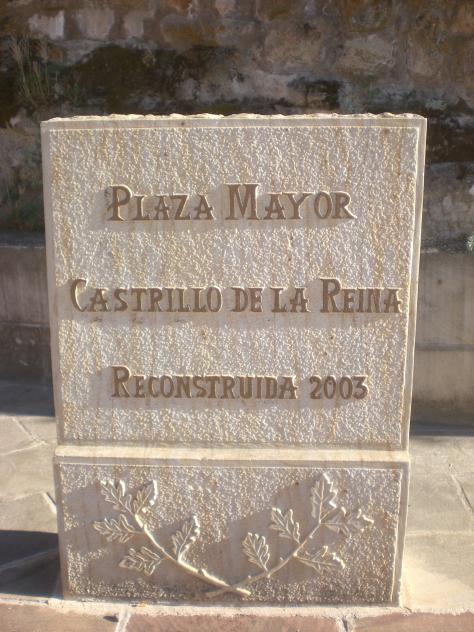 Plaza Mayor
Castrillo de la Reina
Reconstruida 2003